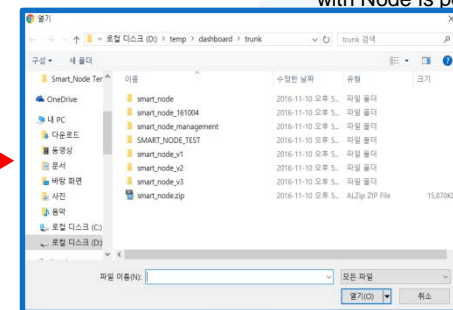 with Node is p
열기
로컬 디스크 (D:) > temp > dashboard > trunk
trunk 검색
구성
새 폴더
이름
수정한 날짜
유형
크기
Smart_Node Ter
OneDrive
내 PC
다운로드
동영상
문서
바탕 화면
사진
음악
로컬 디스크 (C:)
로컬 디스크 (D:)
smart_node 2016-11-10 오후 5... 파일 폴더
smart_node_161004 2016-11-10 오후 5... 파일 폴더
smart_node_management 2016-11-10 오후 5... 파일 폴더
SMART_NODE_TEST 2016-11-10 오후 5... 파일 폴더
smart_node_v1 2016-11-10 오후 5... 파일 폴더
smart_node_v2 2016-11-10 오후 5... 파일 폴더
smart_node_v3 2016-11-10 오후 5... 파일 폴더
smart_node.zip 2016-11-10 오후 5... ALZip ZIP File 15,870K
파일 이름(N):
모든 파일
열기(O)
취소